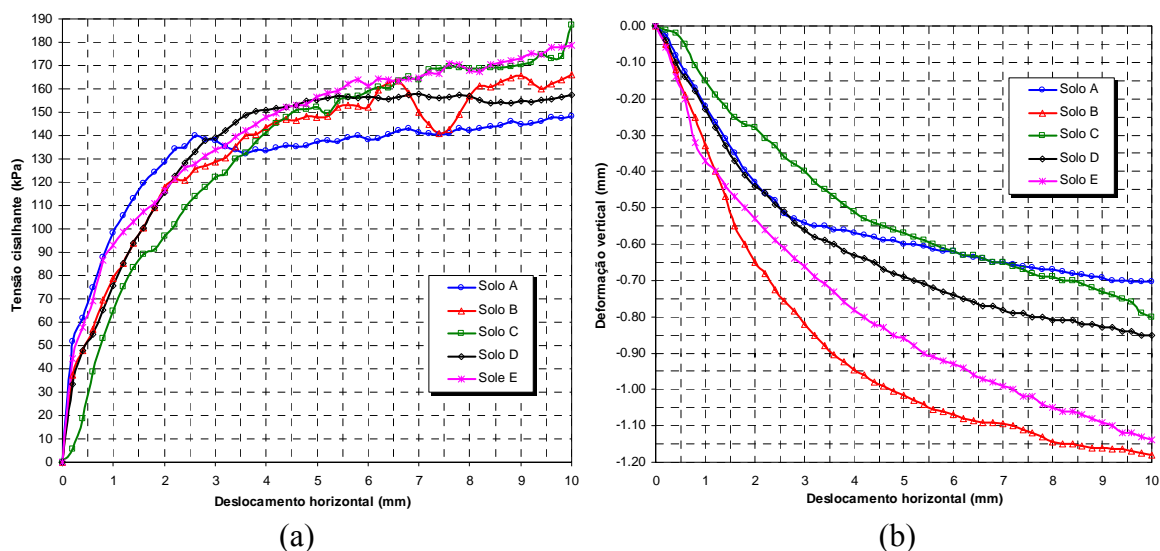 190
180
170
160
150
140
130
120
110
100
90
80
70
60
50
40
30
20
10
0
Tensão cisalhante (kPa)
0 1 2 3 4 5 6 7 8 9 10
Deslocamento horizontal (mm)
Solo A
Solo B
Solo C
Solo D
Sole E
(a)
0.00
-0.10
-0.20
-0.30
-0.40
-0.50
-0.60
-0.70
-0.80
-0.90
-1.00
-1.10
-1.20
Deformação vertical (mm)
0 1 2 3 4 5 6 7 8 9 10
Deslocamento horizontal (mm)
Solo A
Solo B
Solo C
Solo D
Solo E
(b)